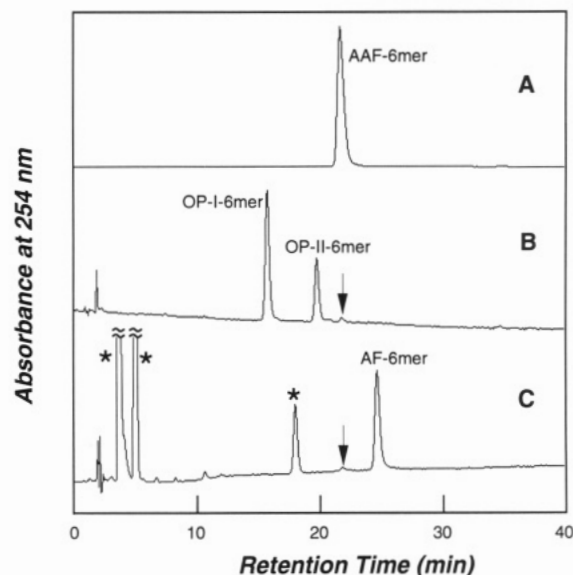 AAF-6mer
A
OP-I-6mer
OP-II-6mer
B
≈ ≈
* *
*
AF-6mer
C
Absorbance at 254 nm
0 10 20 30 40
Retention Time (min)